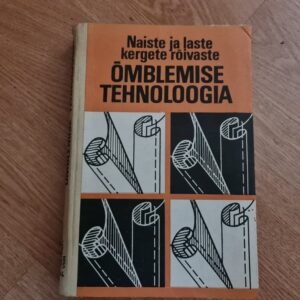 Naiste ja laste
kergete rõivaste
ÕMBLEMISE
TEHNOLOOGIA